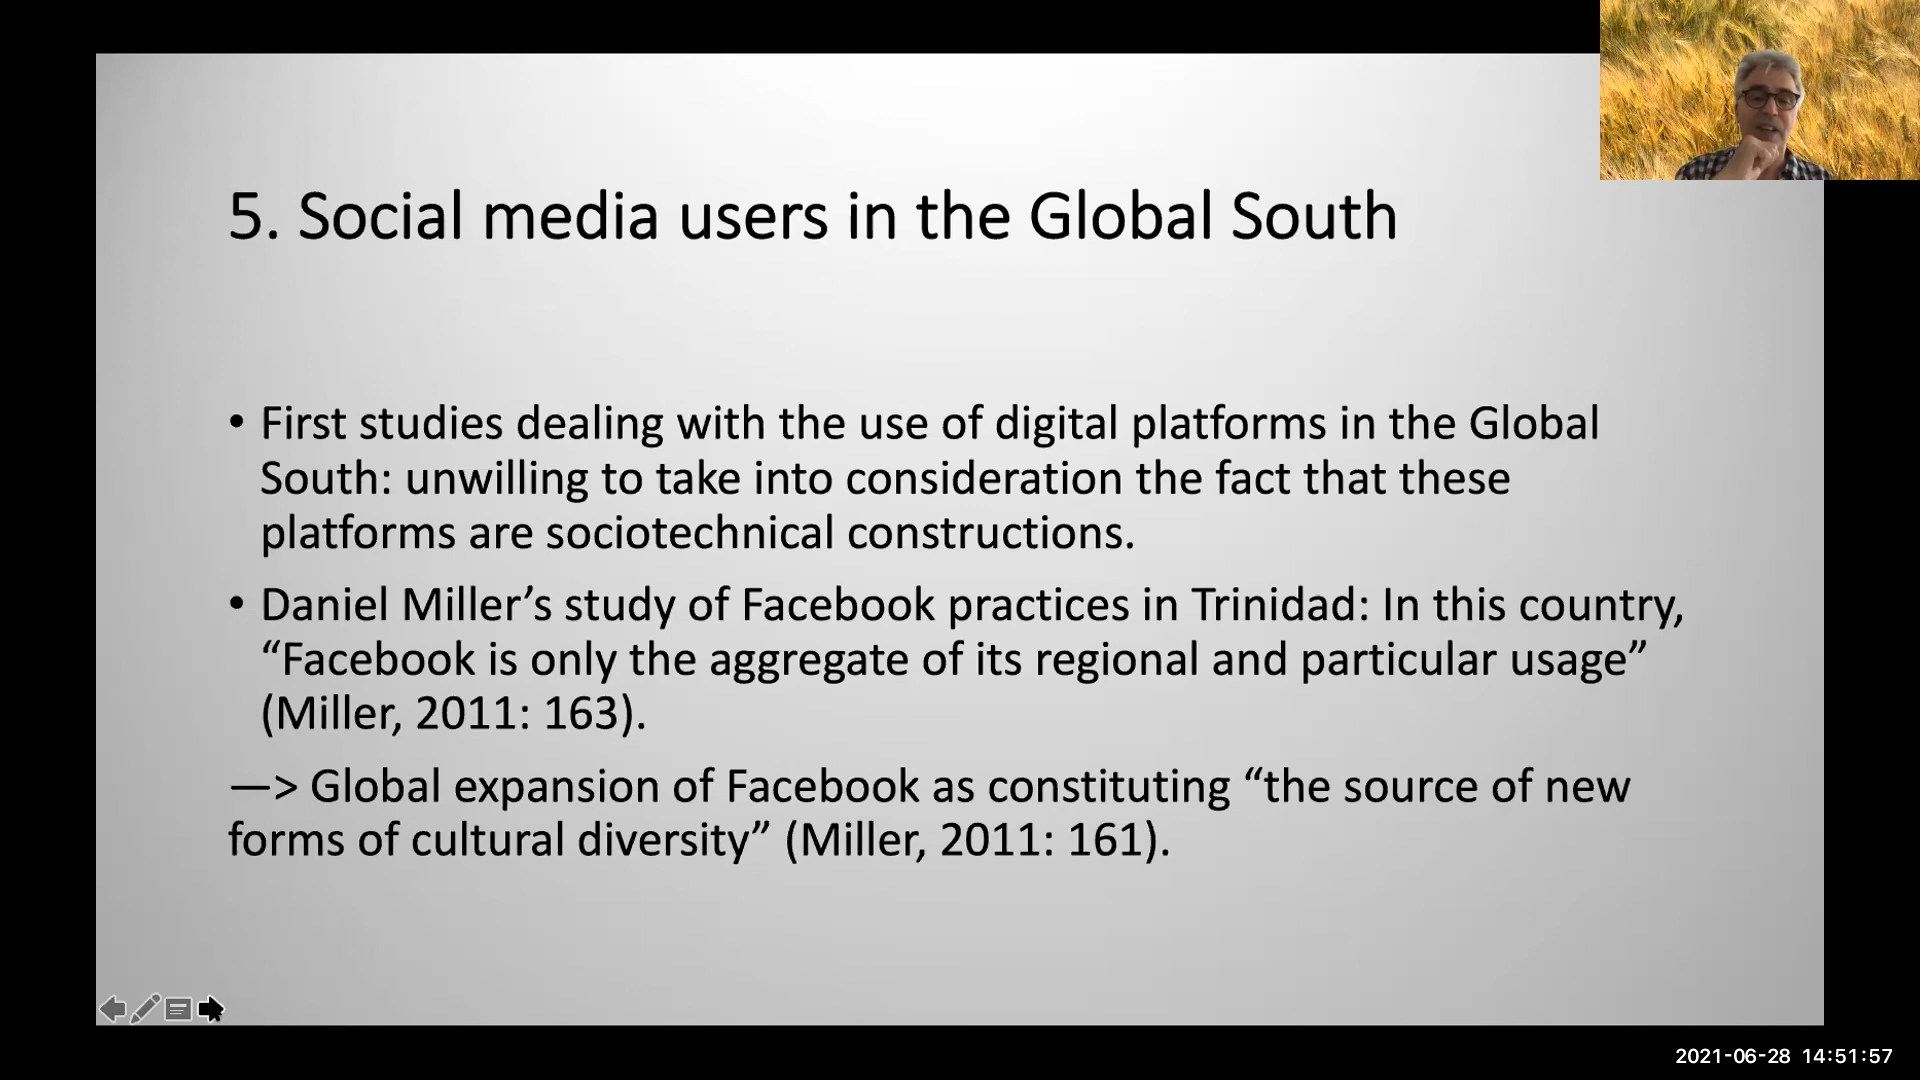 5. Social media users in the Global South
• First studies dealing with the use of digital platforms in the Global
South: unwilling to take into consideration the fact that these
platforms are sociotechnical constructions.
• Daniel Miller’s study of Facebook practices in Trinidad: In this country,
“Facebook is only the aggregate of its regional and particular usage”
(Miller, 2011: 163).
—> Global expansion of Facebook as constituting “the source of new
forms of cultural diversity” (Miller, 2011: 161).
2021-06-28 14:51:57